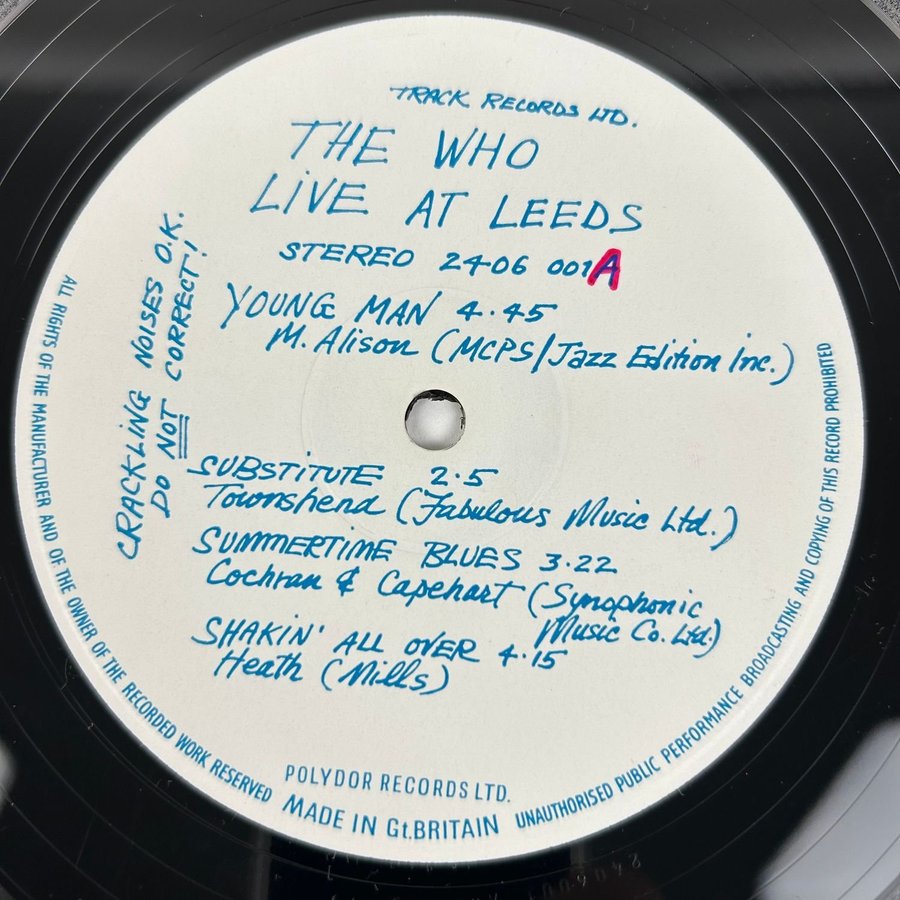 TRACK RECORDS LTD.
THE WHO
LIVE AT LEEDS
STEREO 2406 001A
YOUNG MAN 4.45
M. Alison (MCPS/Jazz Edition Inc.)
CRACKLING NOISES O.K.
DO NOT CORRECT!
SUBSTITUTE 2.5
Townshend (Fabulous Music Ltd.)
SUMMERTIME BLUES 3.22
Cochran & Capehart (Synophonic
Music Co. Ltd.)
SHAKIN' ALL OVER 4.15
Heath (Mills)
POLYDOR RECORDS LTD.
MADE IN Gt.BRITAIN
ALL RIGHTS OF THE MANUFACTURER AND OF THE OWNER OF THE RECORDED WORK RESERVED
UNAUTHORISED PUBLIC PERFORMANCE BROADCASTING AND COPYING OF THIS RECORD PROHIBITED